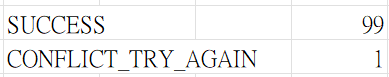 SUCCESS 99
CONFLICT_TRY_AGAIN 1